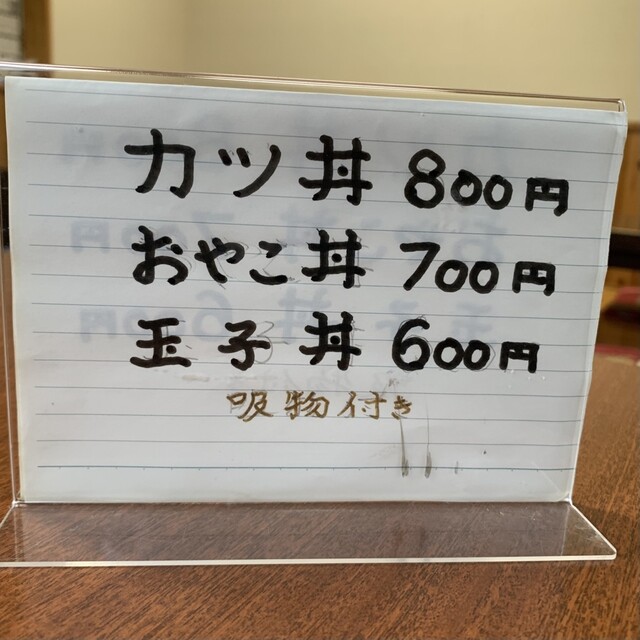 カツ丼 800円
おやこ丼 700円
玉子丼 600円
吸物付き